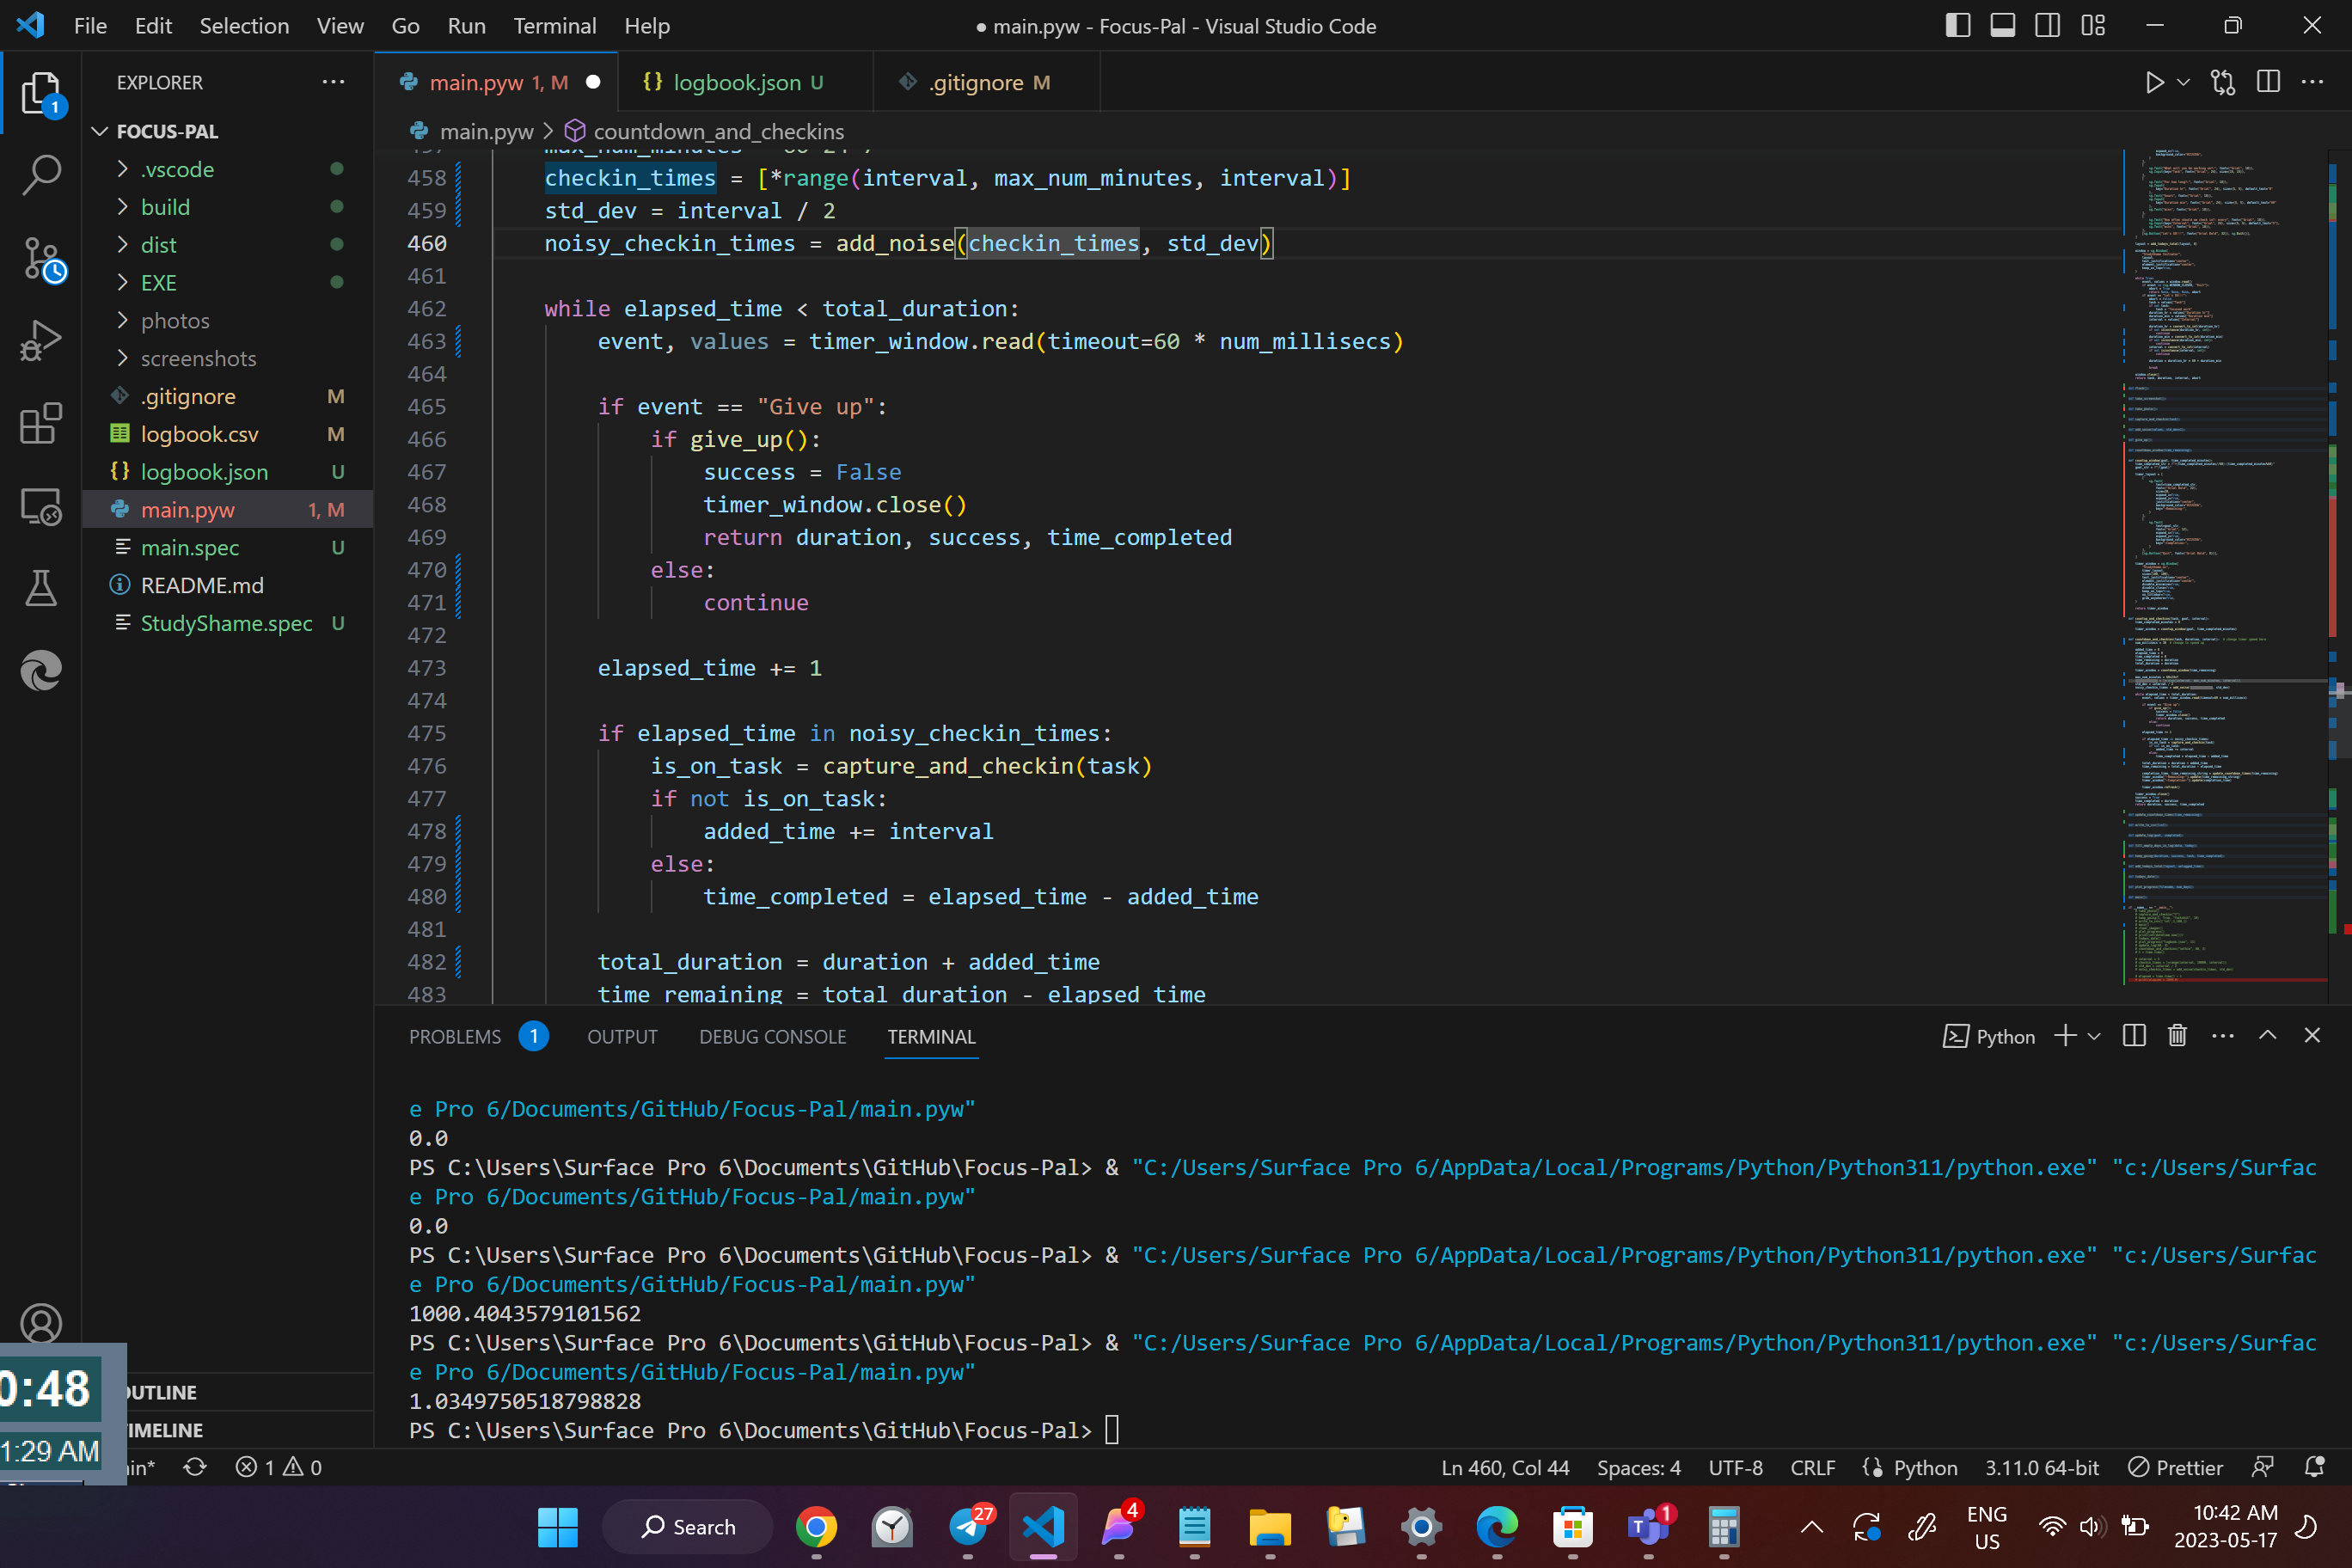 File Edit Selection View Go Run Terminal Help
● main.pyw - Focus-Pal - Visual Studio Code
EXPLORER
FOCUS-PAL
.vscode
build
dist
EXE
photos
screenshots
.gitignore M
logbook.csv M
logbook.json U
main.pyw 1, M
main.spec U
README.md
StudyShame.spec U
main.pyw 1, M
logbook.json U
.gitignore M
main.pyw > countdown_and_checkins
458 checkin_times = [*range(interval, max_num_minutes, interval)]
459 std_dev = interval / 2
460 noisy_checkin_times = add_noise(checkin_times, std_dev)
461
462 while elapsed_time < total_duration:
463 event, values = timer_window.read(timeout=60 * num_millisecs)
464
465 if event == "Give up":
466 if give_up():
467 success = False
468 timer_window.close()
469 return duration, success, time_completed
470 else:
471 continue
472
473 elapsed_time += 1
474
475 if elapsed_time in noisy_checkin_times:
476 is_on_task = capture_and_checkin(task)
477 if not is_on_task:
478 added_time += interval
479 else:
480 time_completed = elapsed_time - added_time
481
482 total_duration = duration + added_time
483 time_remaining = total_duration - elapsed_time
PROBLEMS 1 OUTPUT DEBUG CONSOLE TERMINAL
Python
e Pro 6/Documents/GitHub/Focus-Pal/main.pyw"
0.0
PS C:\Users\Surface Pro 6\Documents\GitHub\Focus-Pal> & "C:/Users/Surface Pro 6/AppData/Local/Programs/Python/Python311/python.exe" "c:/Users/Surfac
e Pro 6/Documents/GitHub/Focus-Pal/main.pyw"
0.0
PS C:\Users\Surface Pro 6\Documents\GitHub\Focus-Pal> & "C:/Users/Surface Pro 6/AppData/Local/Programs/Python/Python311/python.exe" "c:/Users/Surfac
e Pro 6/Documents/GitHub/Focus-Pal/main.pyw"
1000.4043579101562
PS C:\Users\Surface Pro 6\Documents\GitHub\Focus-Pal> & "C:/Users/Surface Pro 6/AppData/Local/Programs/Python/Python311/python.exe" "c:/Users/Surfac
e Pro 6/Documents/GitHub/Focus-Pal/main.pyw"
1.0349750518798828
PS C:\Users\Surface Pro 6\Documents\GitHub\Focus-Pal>
0:48
1:29 AM
OUTLINE
TIMELINE
in* 1 0
Ln 460, Col 44 Spaces: 4 UTF-8 CRLF Python 3.11.0 64-bit Prettier
Search
27
4
1
ENG
US
10:42 AM
2023-05-17